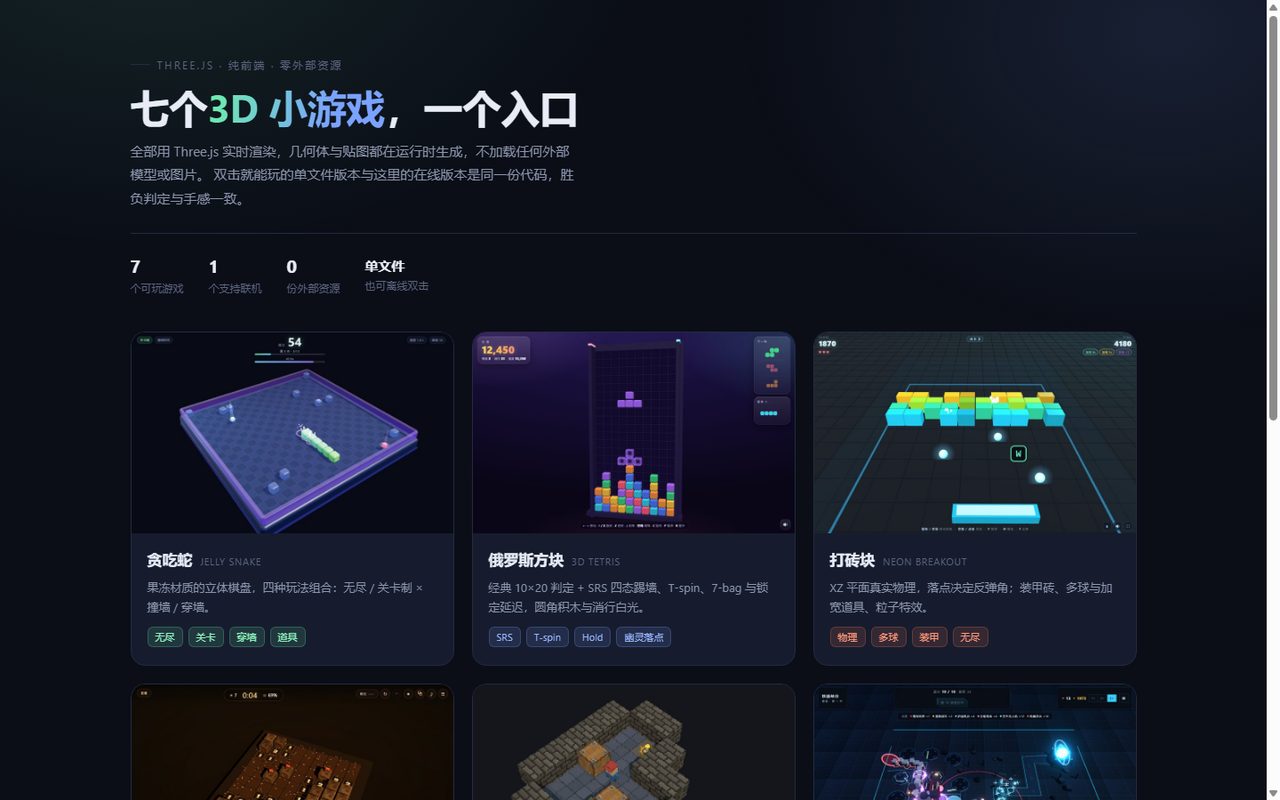 THREE.JS · 纯前端 · 零外部资源
七个3D 小游戏，一个入口
全部用 Three.js 实时渲染，几何体与贴图都在运行时生成，不加载任何外部
模型或图片。 双击就能玩的单文件版本与这里的在线版本是同一份代码，胜
负判定与手感一致。
7 1 0 单文件
个可玩游戏 个支持联机 份外部资源 也可离线双击
54
12,450
1870 4180
W
贪吃蛇 JELLY SNAKE
果冻材质的立体棋盘，四种玩法组合：无尽 / 关卡制 ×
撞墙 / 穿墙。
无尽 关卡 穿墙 道具
俄罗斯方块 3D TETRIS
经典 10×20 判定 + SRS 四态踢墙、T-spin、7-bag 与锁
定延迟，圆角积木与消行白光。
SRS T-spin Hold 幽灵落点
打砖块 NEON BREAKOUT
XZ 平面真实物理，落点决定反弹角；装甲砖、多球与加
宽道具、粒子特效。
物理 多球 装甲 无尽
0:04 69%